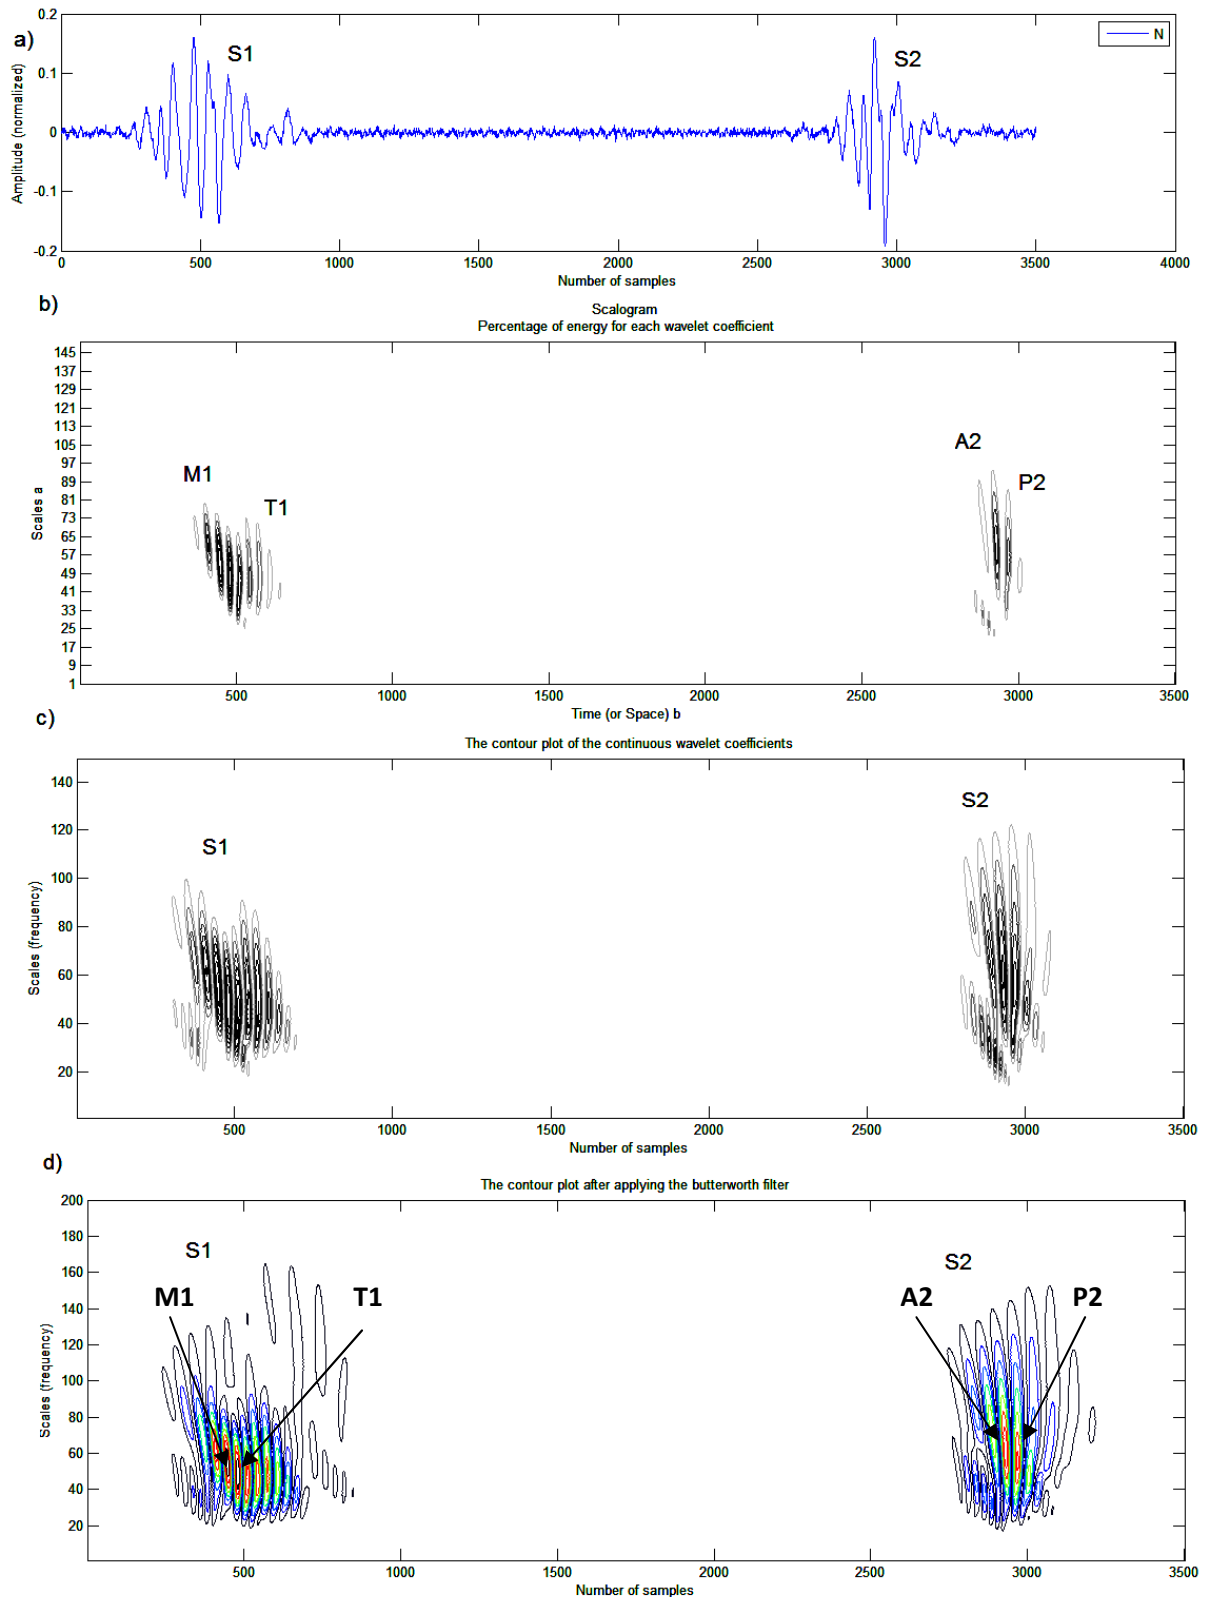 a)
0.2
0.1
0
-0.1
-0.2
Amplitude (normalized)
S1
S2
N
0 500 1000 1500 2000 2500 3000 3500 4000
Number of samples
b)
Scalogram
Percentage of energy for each wavelet coefficient
145
137
129
121
113
105
97
89
81
73
65
57
49
41
33
25
17
9
1
Scales a
M1
T1
A2
P2
500 1000 1500 2000 2500 3000 3500
Time (or Space) b
c)
The contour plot of the continuous wavelet coefficients
140
120
100
80
60
40
20
Scales (frequency)
S1
S2
500 1000 1500 2000 2500 3000 3500
Number of samples
d)
The contour plot after applying the butterworth filter
200
180
160
140
120
100
80
60
40
20
Scales (frequency)
S1
S2
M1
T1
A2
P2
500 1000 1500 2000 2500 3000 3500
Number of samples